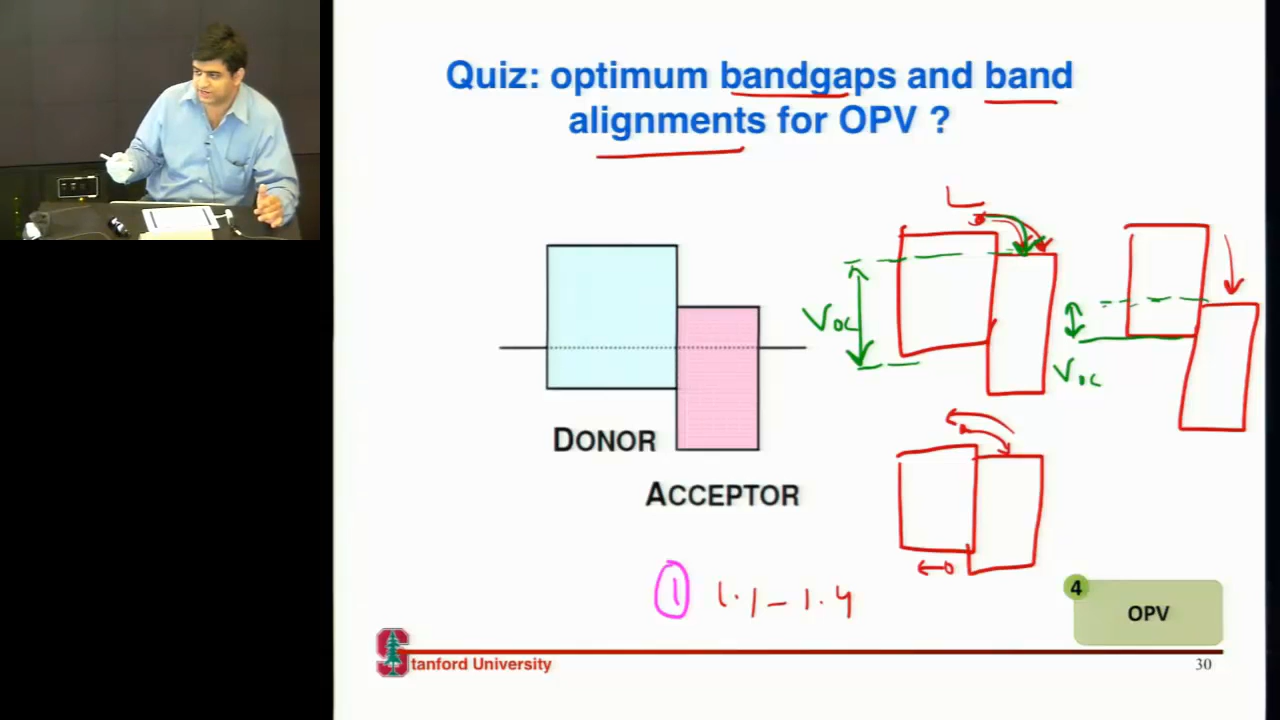 Quiz: optimum bandgaps and band
alignments for OPV ?
L
Voc
Voc
DONOR
ACCEPTOR
① 1.1 – 1.4
4
OPV
Stanford University
30